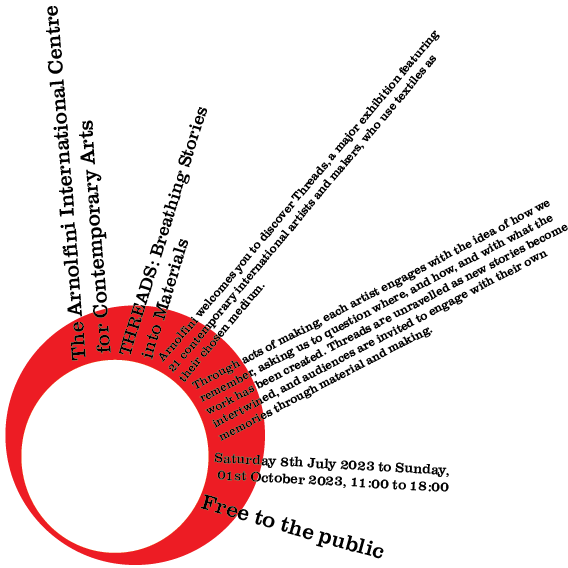 The Arnolfini International Centre
for Contemporary Arts
THREADS: Breathing Stories
into Materials
Arnolfini welcomes you to discover Threads, a major exhibition featuring
21 contemporary international artists and makers, who use textiles as
their chosen medium.
Through acts of making, each artist engages with the idea of how we
remember, asking us to question where, and how, and with what the
work has been created. Threads are unravelled as new stories become
intertwined, and audiences are invited to engage with their own
memories through material and making.
Saturday 8th July 2023 to Sunday,
01st October 2023, 11:00 to 18:00
Free to the public